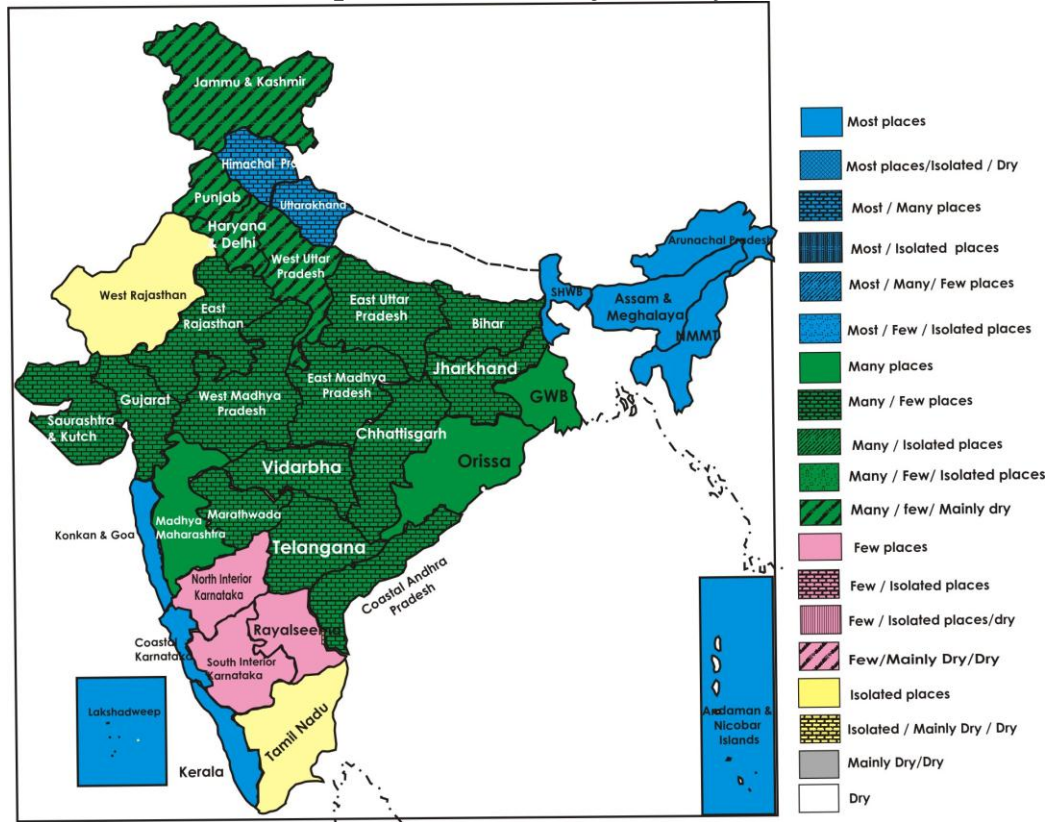 Jammu & Kashmir
Himachal Pra
Punjab
Uttarakhand
Haryana
& Delhi
West Uttar
Pradesh
West Rajasthan
East
Rajasthan
East Uttar
Pradesh
Bihar
SHWB
Arunachal Pradesh
Assam &
Meghalaya
NMMT
Saurashtra
& Kutch
Gujarat
West Madhya
Pradesh
East Madhya
Pradesh
Jharkhand
GWB
Chhattisgarh
Orissa
Vidarbha
Konkan & Goa
Madhya
Maharashtra
Marathwada
Telangana
Coastal Andhra
Pradesh
North Interior
Karnataka
Rayalseema
Coastal
Karnataka
South Interior
Karnataka
Lakshadweep
Kerala
Tamil Nadu
Andaman &
Nicobar
Islands
Most places
Most places/Isolated / Dry
Most / Many places
Most / Isolated places
Most / Many/ Few places
Most / Few / Isolated places
Many places
Many / Few places
Many / Isolated places
Many / Few/ Isolated places
Many / few/ Mainly dry
Few places
Few / Isolated places
Few / Isolated places/dry
Few/Mainly Dry/Dry
Isolated places
Isolated / Mainly Dry / Dry
Mainly Dry/Dry
Dry